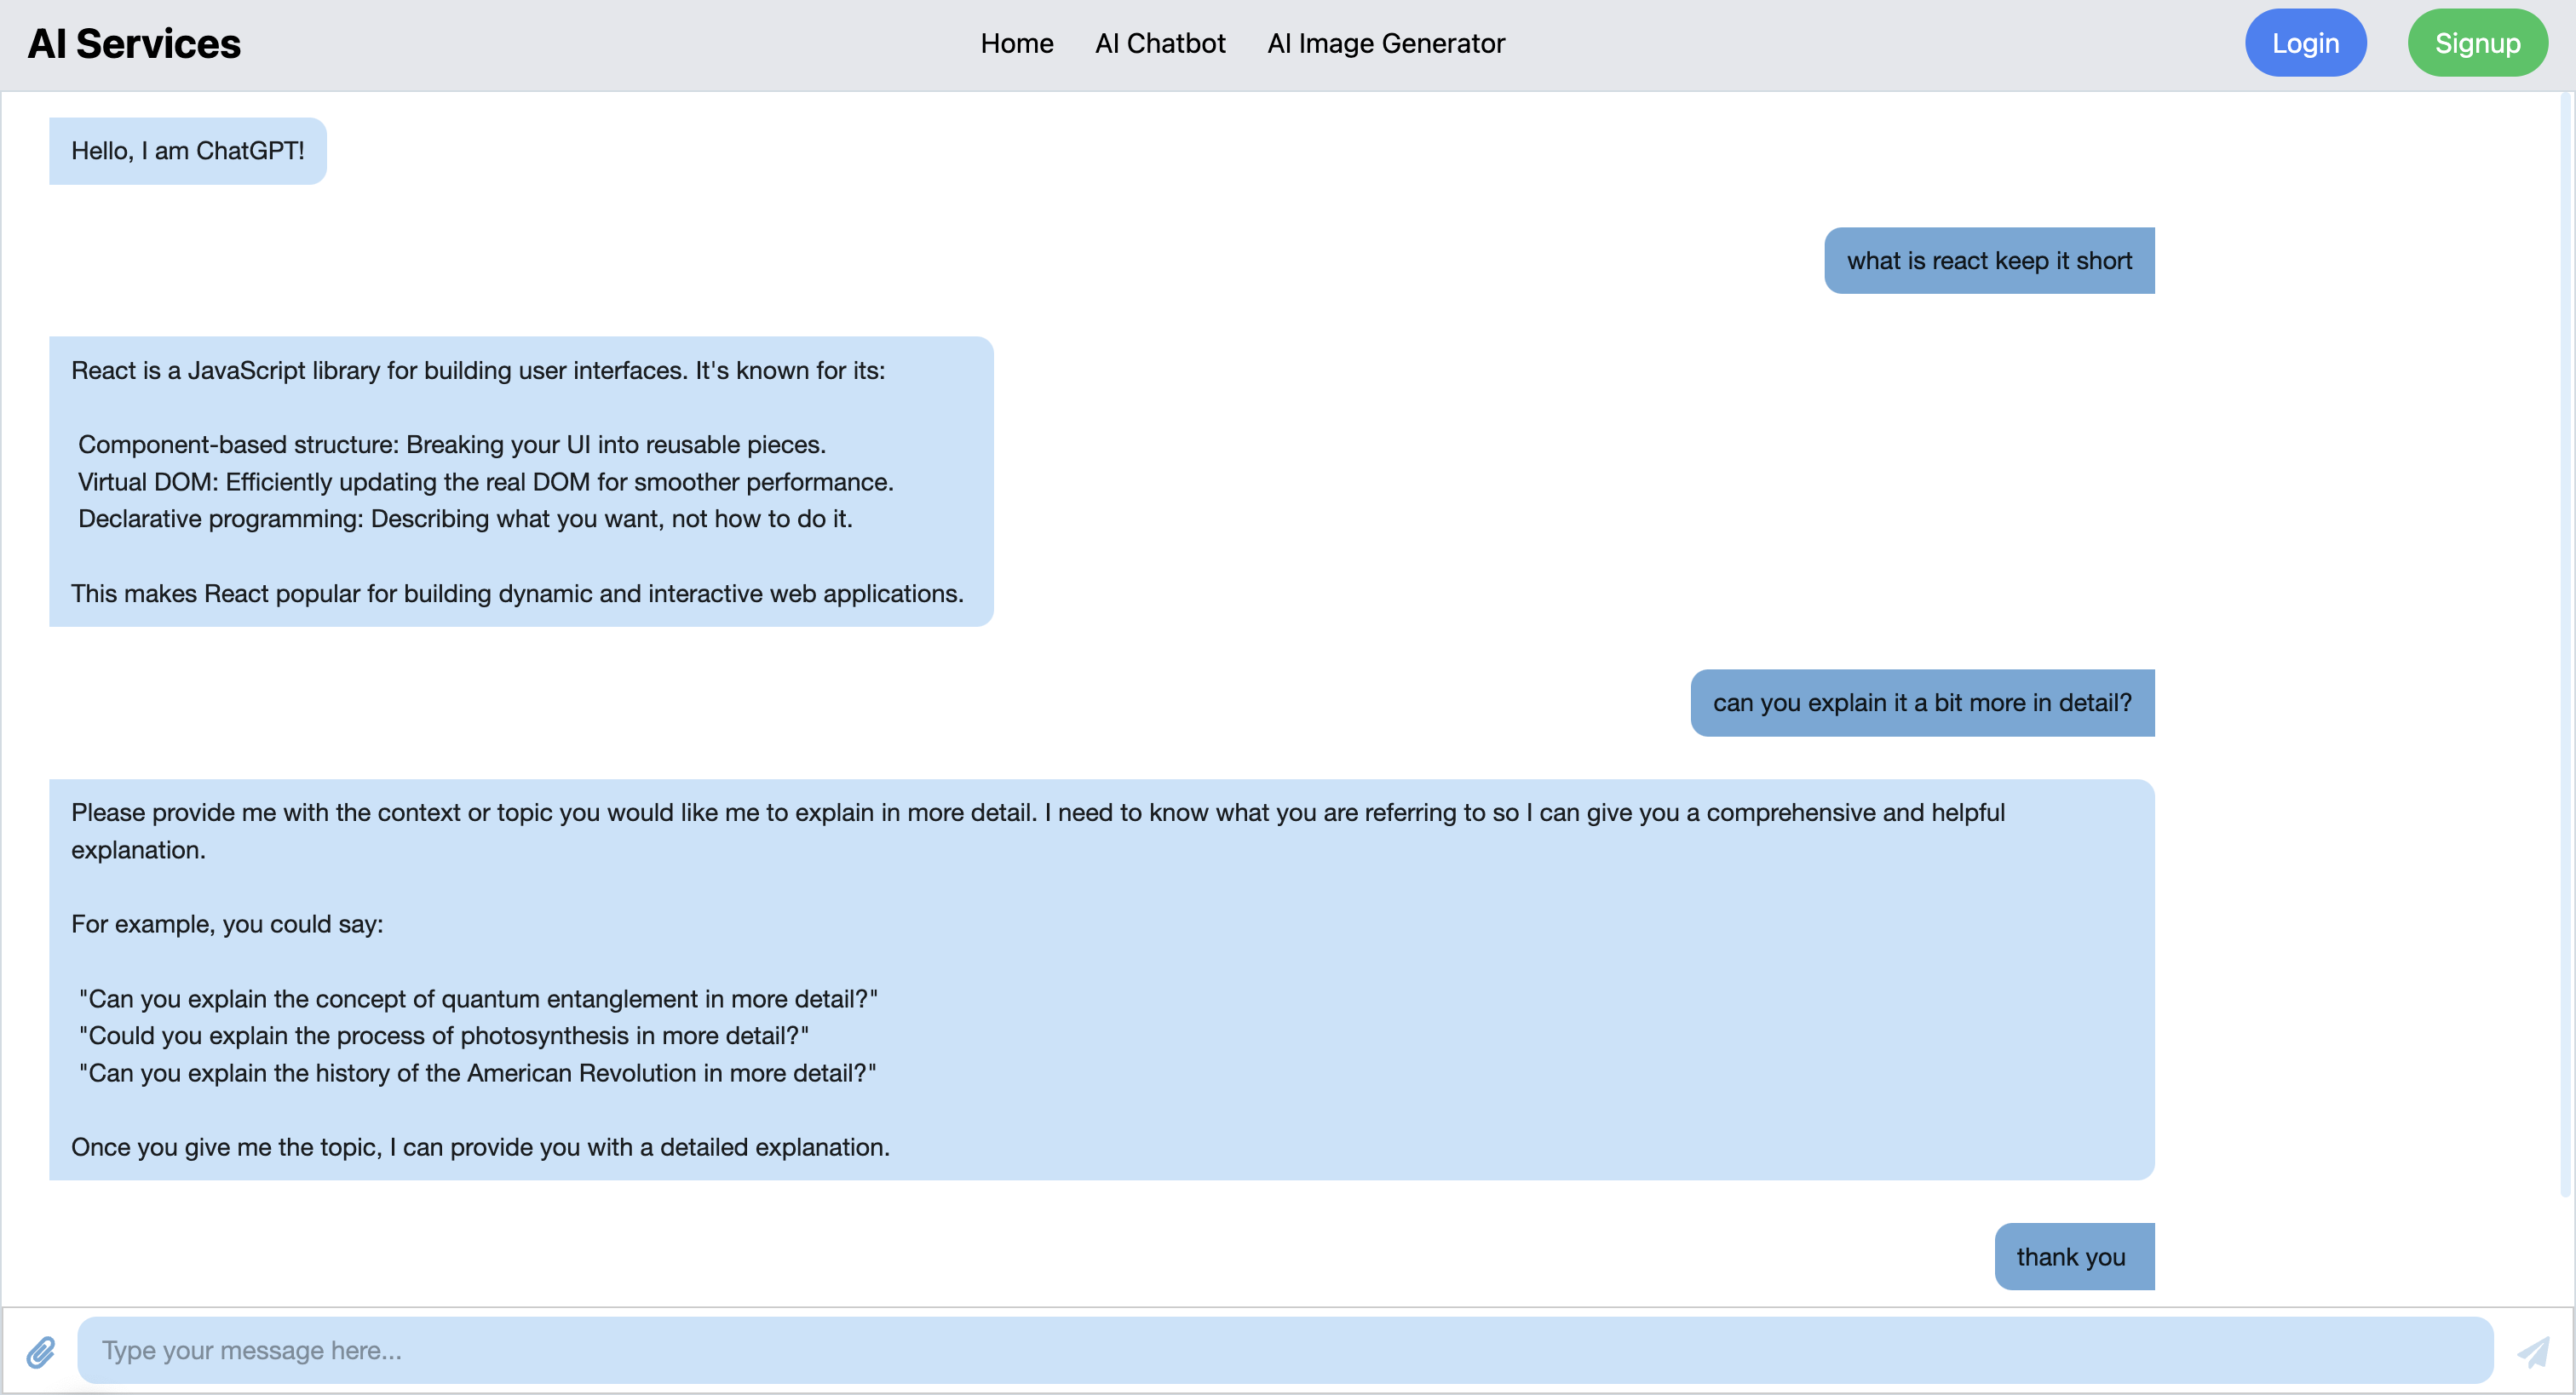 AI Services
Home AI Chatbot AI Image Generator
Login Signup
Hello, I am ChatGPT!
what is react keep it short
React is a JavaScript library for building user interfaces. It's known for its:
Component-based structure: Breaking your UI into reusable pieces.
Virtual DOM: Efficiently updating the real DOM for smoother performance.
Declarative programming: Describing what you want, not how to do it.
This makes React popular for building dynamic and interactive web applications.
can you explain it a bit more in detail?
Please provide me with the context or topic you would like me to explain in more detail. I need to know what you are referring to so I can give you a comprehensive and helpful
explanation.
For example, you could say:
"Can you explain the concept of quantum entanglement in more detail?"
"Could you explain the process of photosynthesis in more detail?"
"Can you explain the history of the American Revolution in more detail?"
Once you give me the topic, I can provide you with a detailed explanation.
thank you
Type your message here...